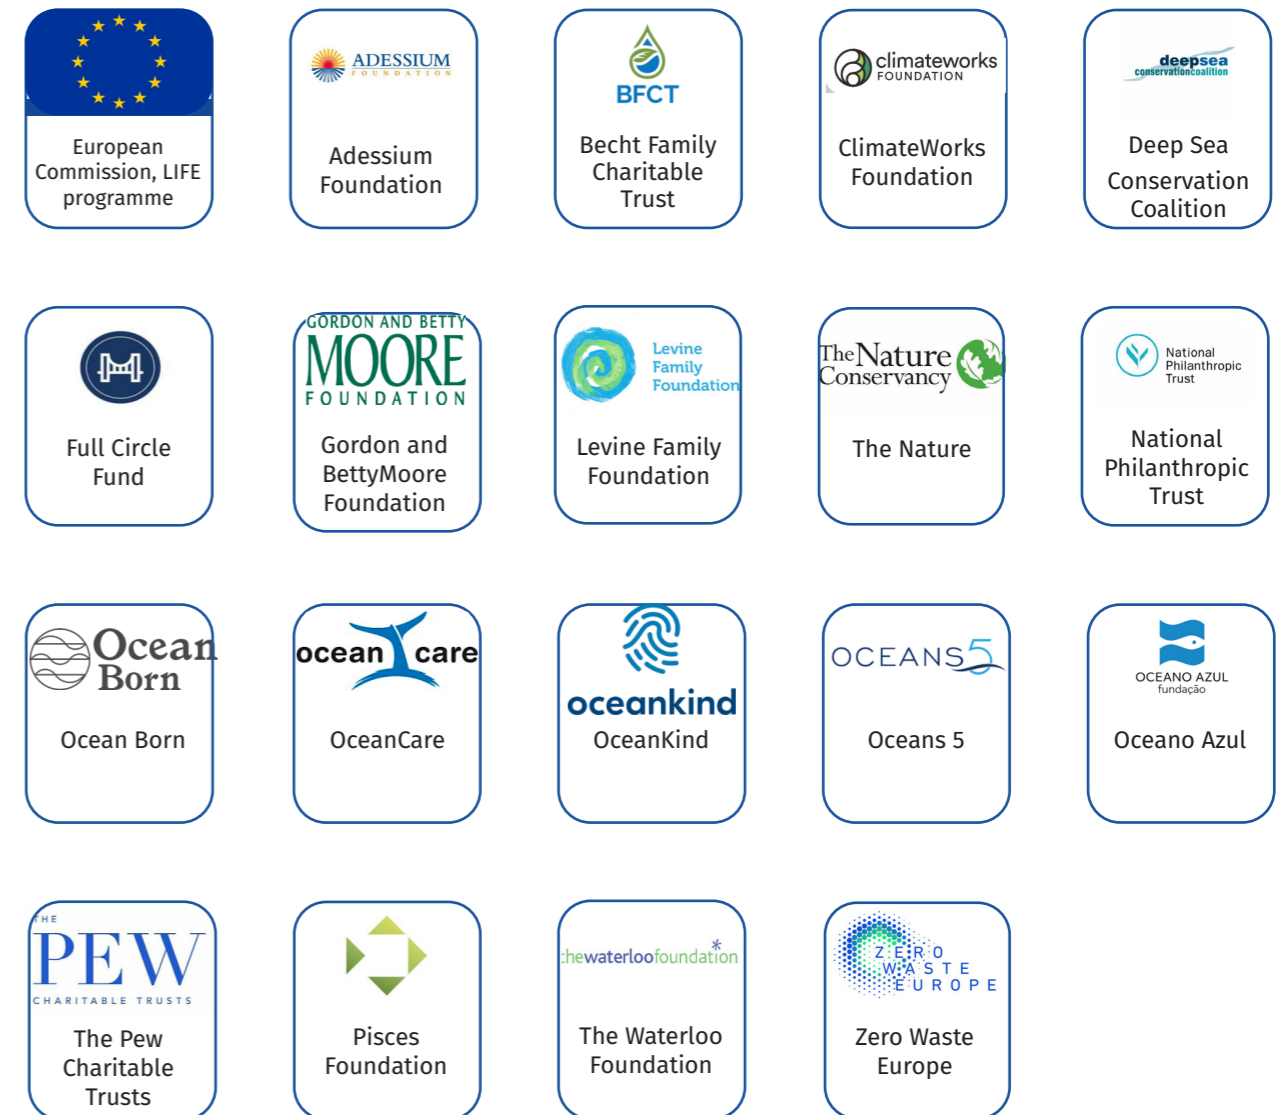 European
Commission, LIFE
programme
ADESSIUM
FOUNDATION
Adessium
Foundation
BFCT
Becht Family
Charitable
Trust
climateworks
FOUNDATION
ClimateWorks
Foundation
deepsea
conservationcoalition
Deep Sea
Conservation
Coalition
Full Circle
Fund
GORDON AND BETTY
MOORE
FOUNDATION
Gordon and
BettyMoore
Foundation
Levine
Family
Foundation
Levine Family
Foundation
The Nature
Conservancy
The Nature
National
Philanthropic
Trust
National
Philanthropic
Trust
Ocean
Born
Ocean Born
ocean care
OceanCare
oceankind
OceanKind
OCEANS 5
Oceans 5
OCEANO AZUL
fundação
Oceano Azul
THE
PEW
CHARITABLE TRUSTS
The Pew
Charitable
Trusts
Pisces
Foundation
thewaterloofoundation
The Waterloo
Foundation
ZERO
WASTE
EUROPE
Zero Waste
Europe